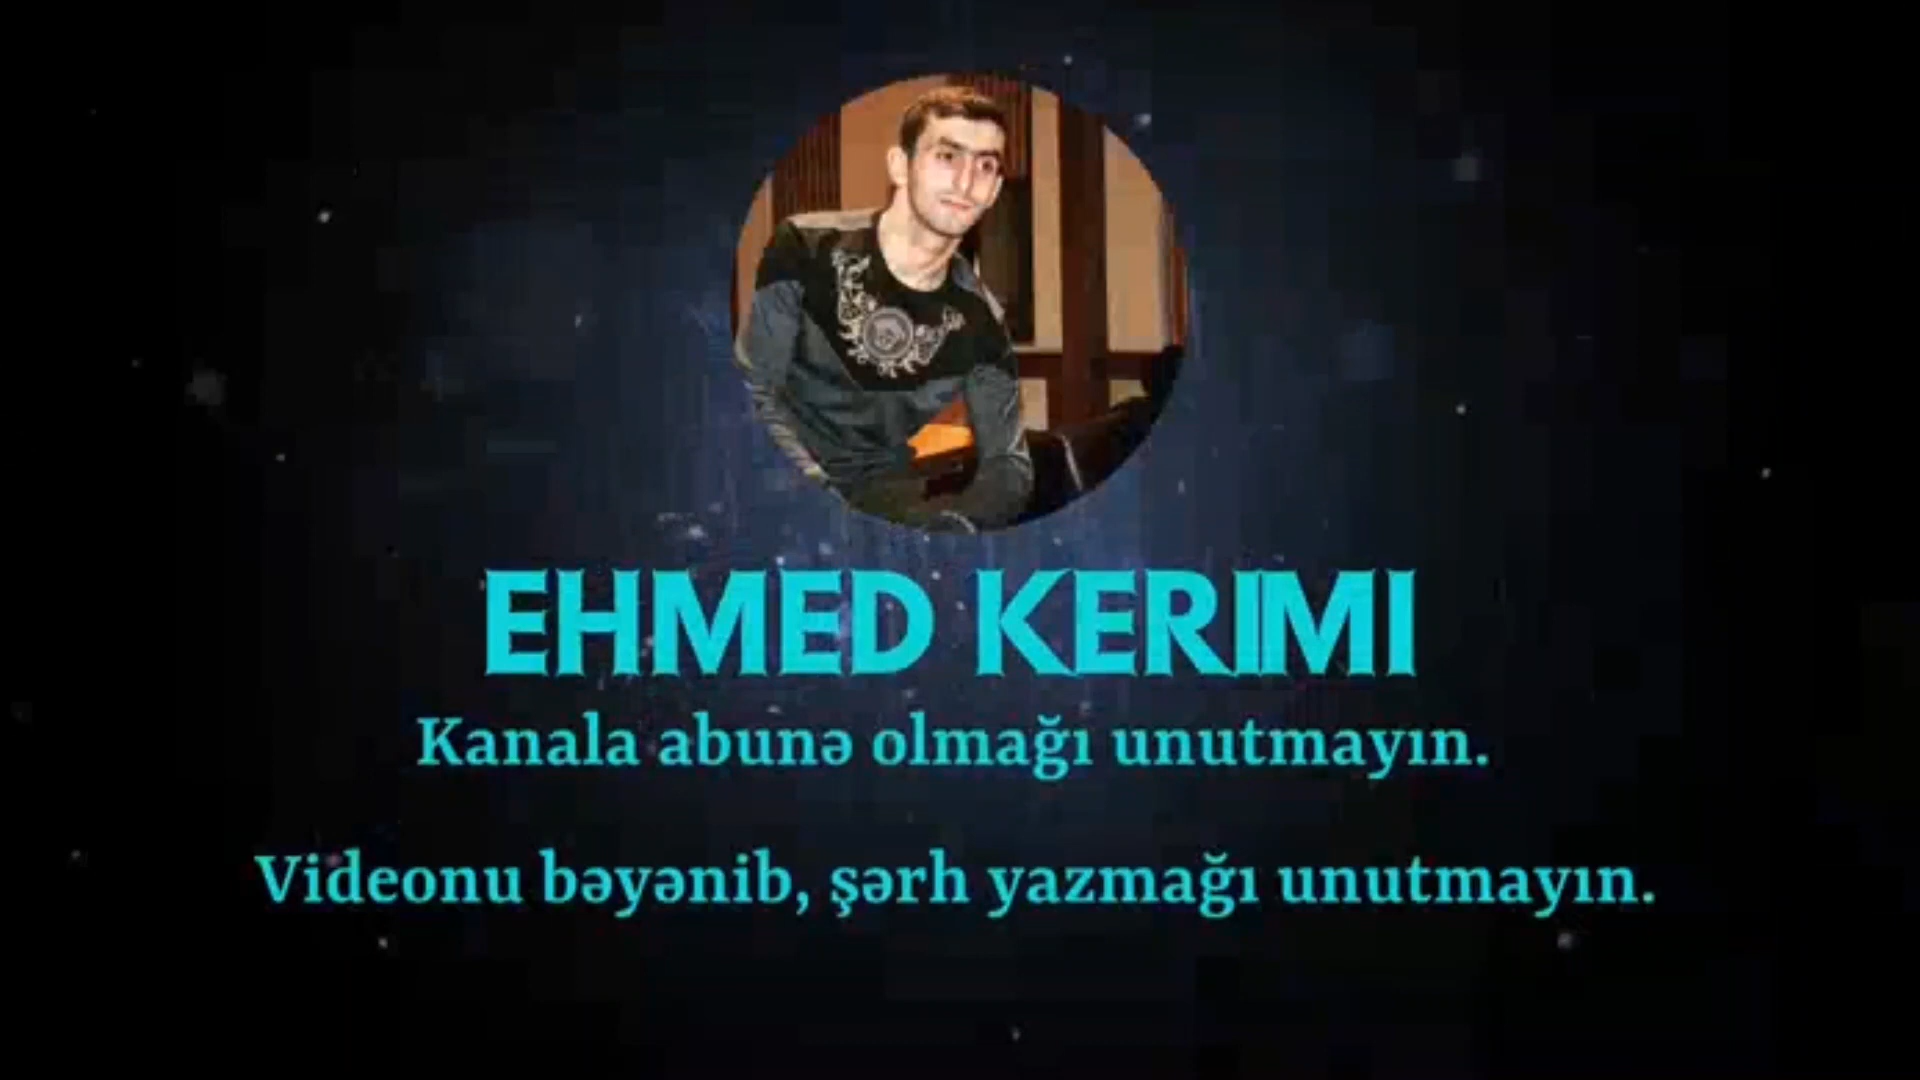 EHMED KERIMI
Kanala abunə olmağı unutmayın.
Videonu bəyənib, şərh yazmağı unutmayın.